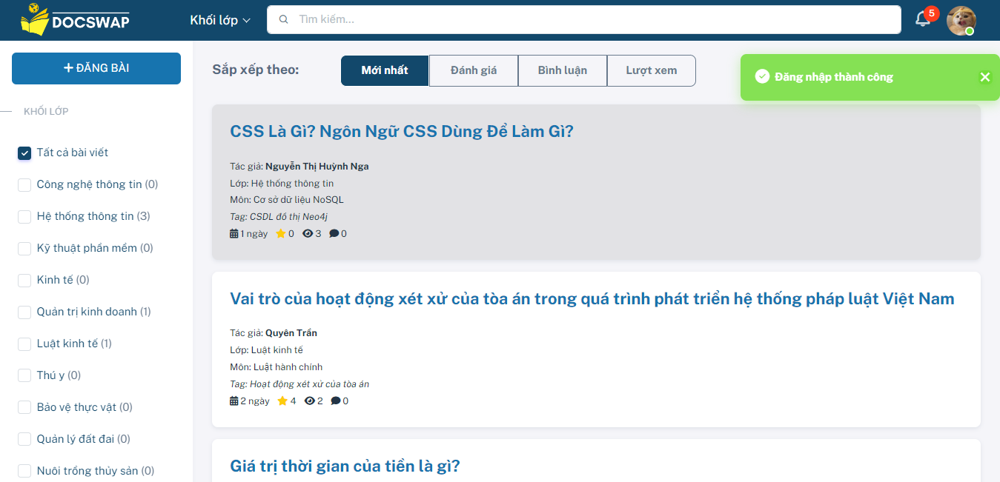 DOCSWAP
Khối lớp
Tìm kiếm...
5
+ ĐĂNG BÀI
KHỐI LỚP
Tất cả bài viết
Công nghệ thông tin (0)
Hệ thống thông tin (3)
Kỹ thuật phần mềm (0)
Kinh tế (0)
Quản trị kinh doanh (1)
Luật kinh tế (1)
Thú y (0)
Bảo vệ thực vật (0)
Quản lý đất đai (0)
Nuôi trồng thủy sản (0)
Sắp xếp theo:
Mới nhất
Đánh giá
Bình luận
Lượt xem
Đăng nhập thành công
CSS Là Gì? Ngôn Ngữ CSS Dùng Để Làm Gì?
Tác giả: Nguyễn Thị Huỳnh Nga
Lớp: Hệ thống thông tin
Môn: Cơ sở dữ liệu NoSQL
Tag: CSDL đồ thị Neo4j
1 ngày 0 3 0
Vai trò của hoạt động xét xử của tòa án trong quá trình phát triển hệ thống pháp luật Việt Nam
Tác giả: Quyên Trần
Lớp: Luật kinh tế
Môn: Luật hành chính
Tag: Hoạt động xét xử của tòa án
2 ngày 4 2 0
Giá trị thời gian của tiền là gì?